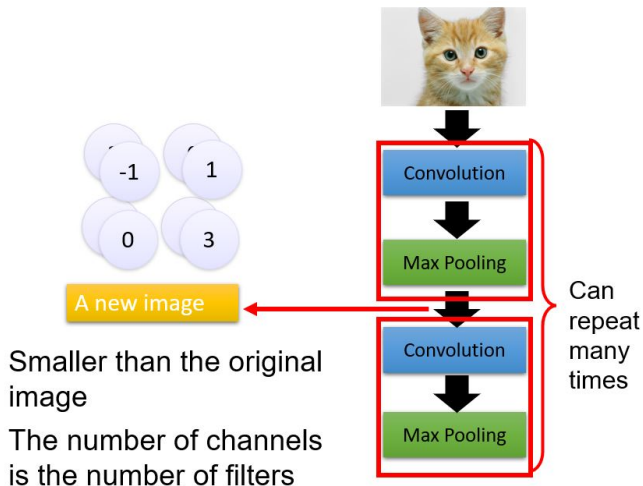 -1
1
0
3
A new image
Smaller than the original
image
The number of channels
is the number of filters
Convolution
Max Pooling
Convolution
Max Pooling
Can
repeat
many
times